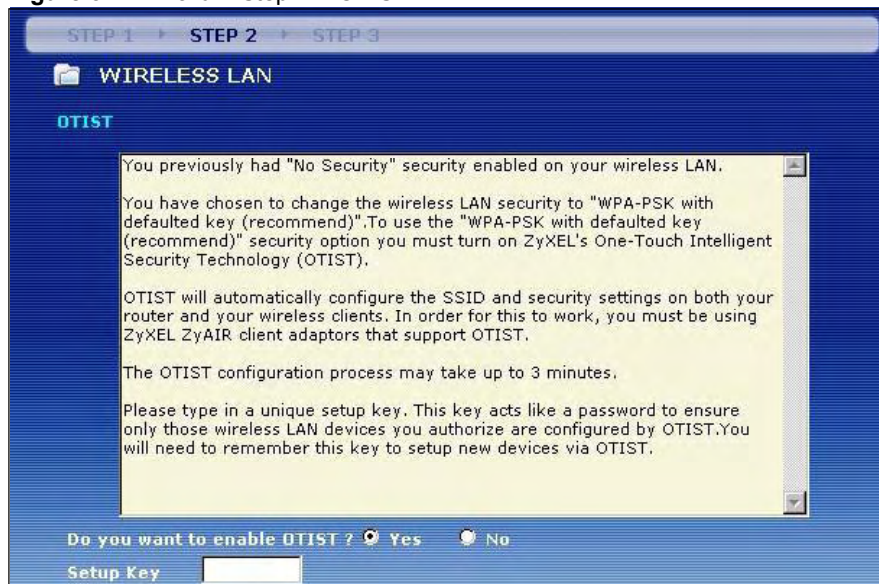 STEP 1 STEP 2 STEP 3
WIRELESS LAN
OTIST
You previously had "No Security" security enabled on your wireless LAN.
You have chosen to change the wireless LAN security to "WPA-PSK with
defaulted key (recommend)".To use the "WPA-PSK with defaulted key
(recommend)" security option you must turn on ZyXEL's One-Touch Intelligent
Security Technology (OTIST).
OTIST will automatically configure the SSID and security settings on both your
router and your wireless clients. In order for this to work, you must be using
ZyXEL ZyAIR client adaptors that support OTIST.
The OTIST configuration process may take up to 3 minutes.
Please type in a unique setup key. This key acts like a password to ensure
only those wireless LAN devices you authorize are configured by OTIST.You
will need to remember this key to setup new devices via OTIST.
Do you want to enable OTIST ? Yes No
Setup Key